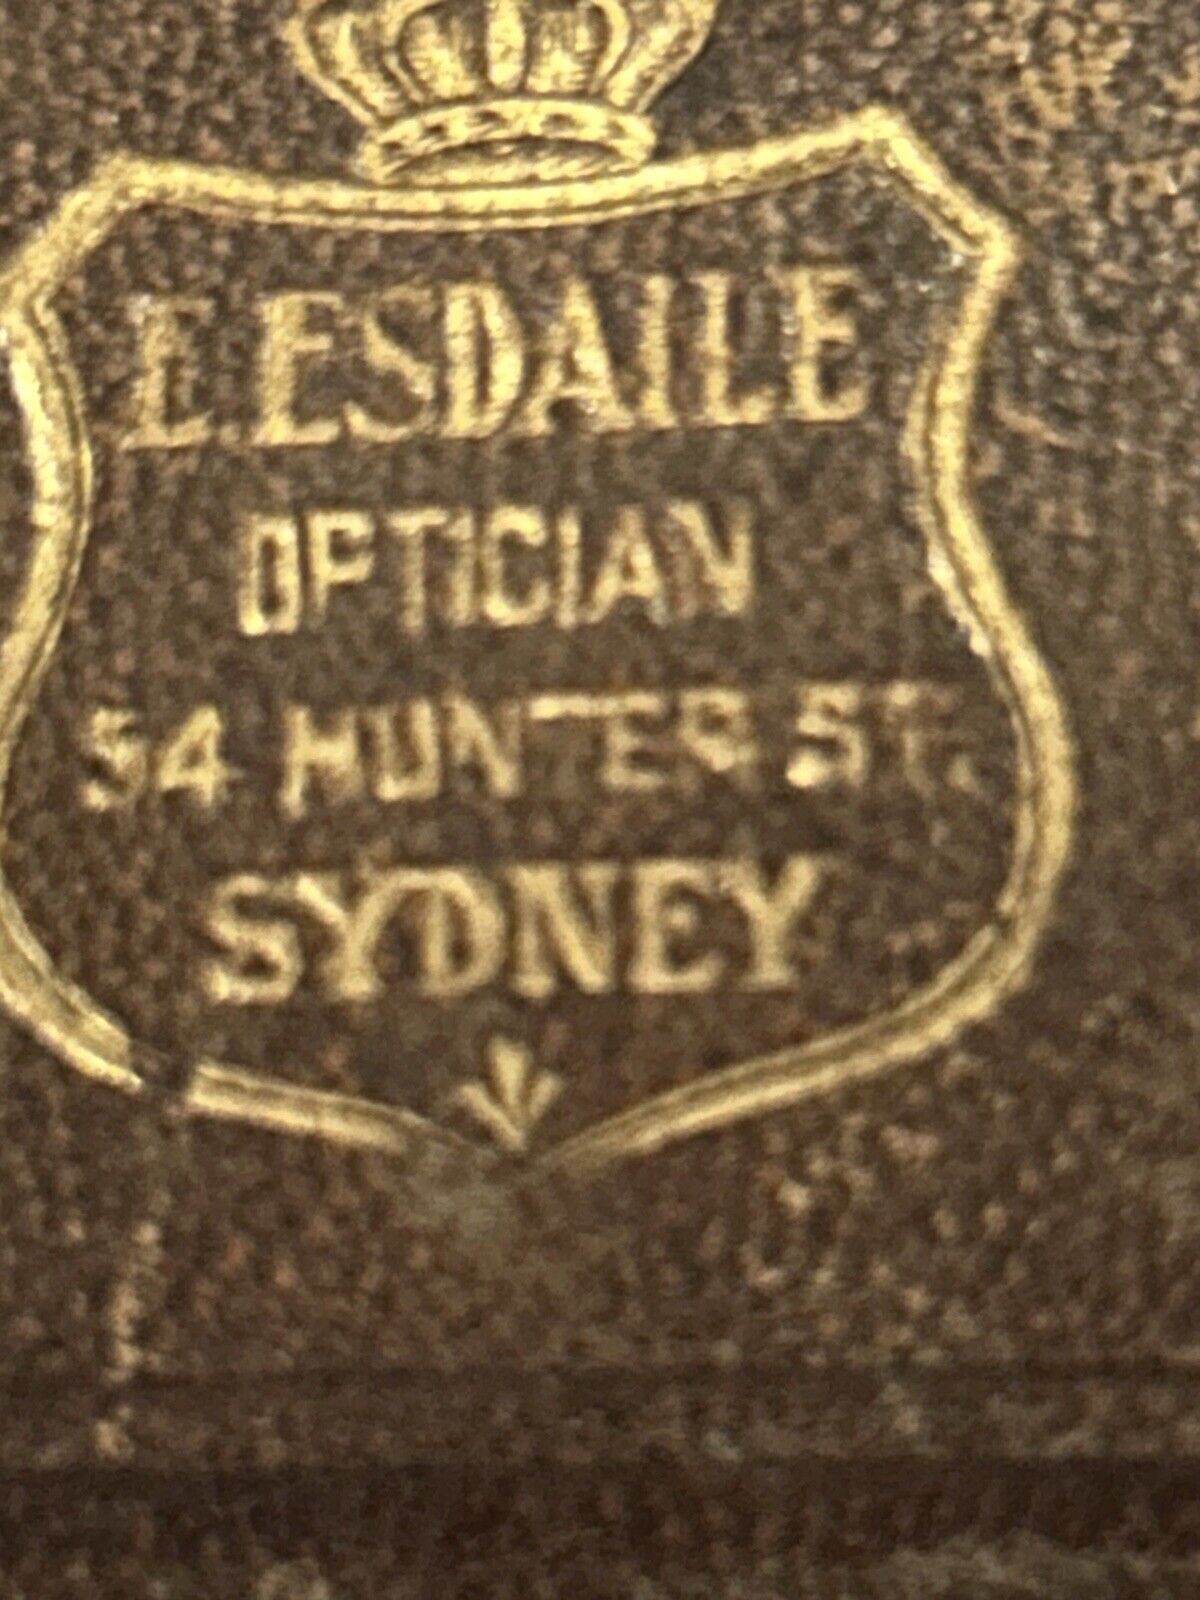 E. ESDAILE
OPTICIAN
54 HUNTER ST.
SYDNEY